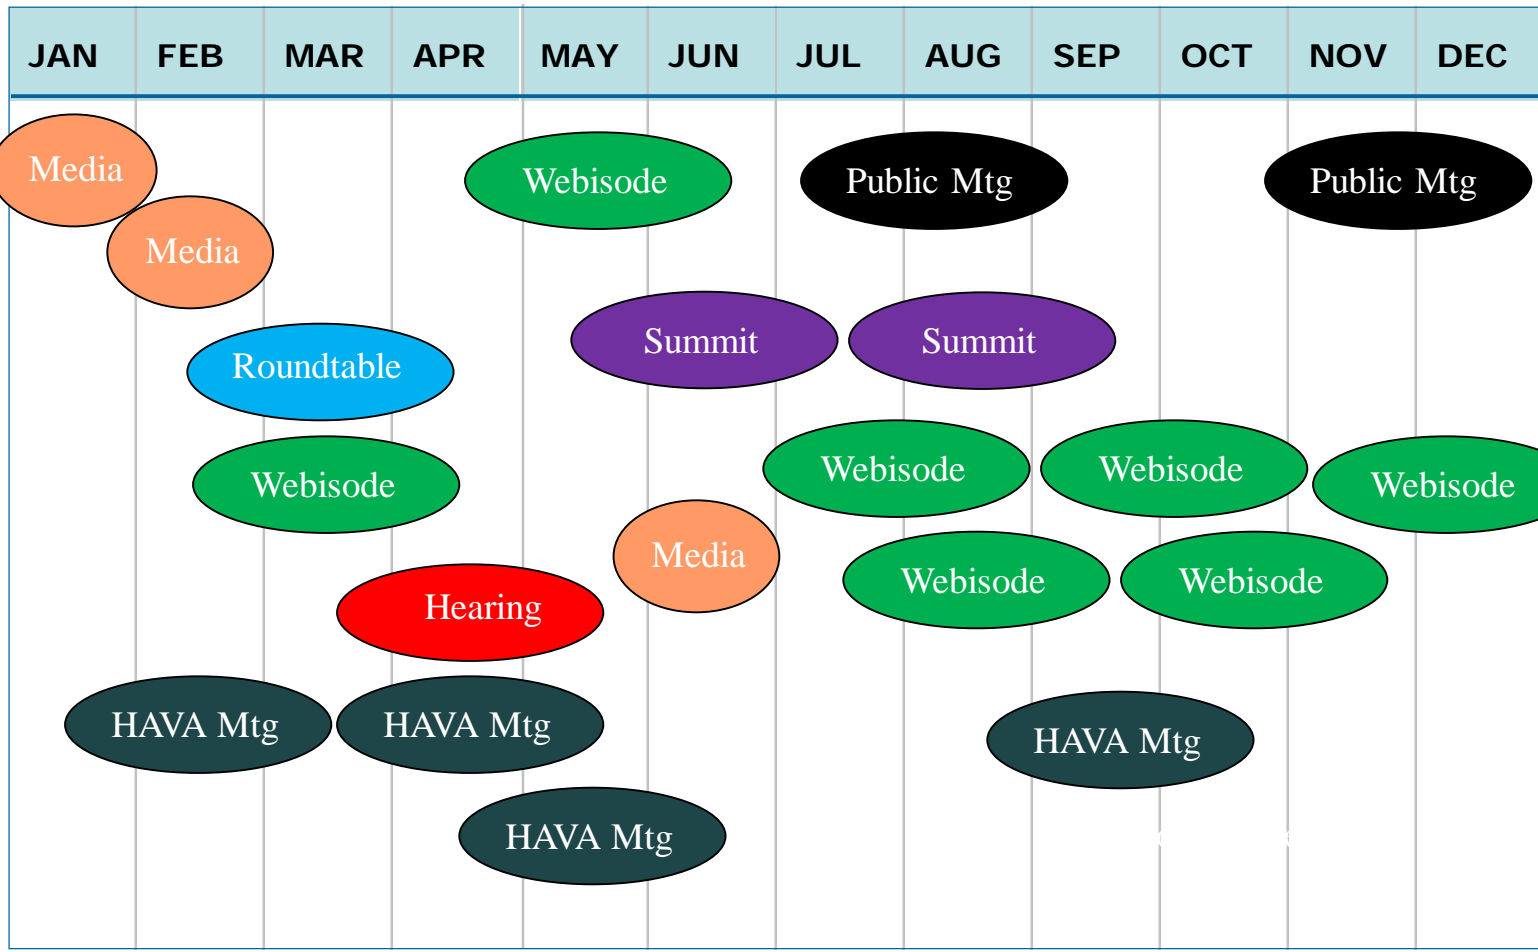 JAN FEB MAR APR MAY JUN JUL AUG SEP OCT NOV DEC
Media
Webisode
Public Mtg
Public Mtg
Media
Summit
Summit
Roundtable
Webisode
Webisode
Webisode
Webisode
Media
Webisode
Webisode
Hearing
HAVA Mtg
HAVA Mtg
HAVA Mtg
HAVA Mtg